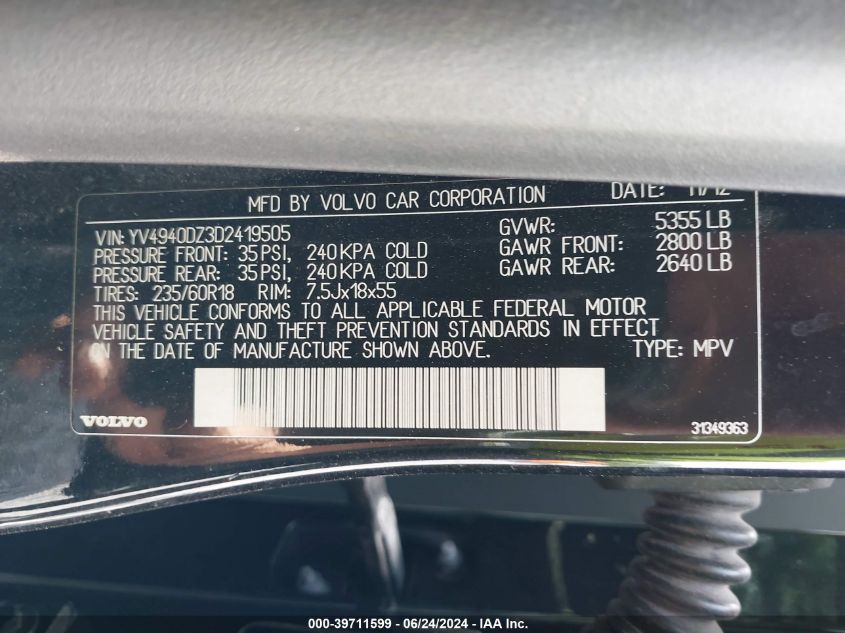 MFD BY VOLVO CAR CORPORATION DATE: 11/12
VIN: YV4940DZ3D2419505 GVWR: 5355 LB
PRESSURE FRONT: 35 PSI, 240 KPA COLD GAWR FRONT: 2800 LB
PRESSURE REAR: 35 PSI, 240 KPA COLD GAWR REAR: 2640 LB
TIRES: 235/60R18 RIM: 7.5Jx18x55
THIS VEHICLE CONFORMS TO ALL APPLICABLE FEDERAL MOTOR
VEHICLE SAFETY AND THEFT PREVENTION STANDARDS IN EFFECT
ON THE DATE OF MANUFACTURE SHOWN ABOVE. TYPE: MPV
VOLVO 31349363
000-39711599 - 06/24/2024 - IAA Inc.